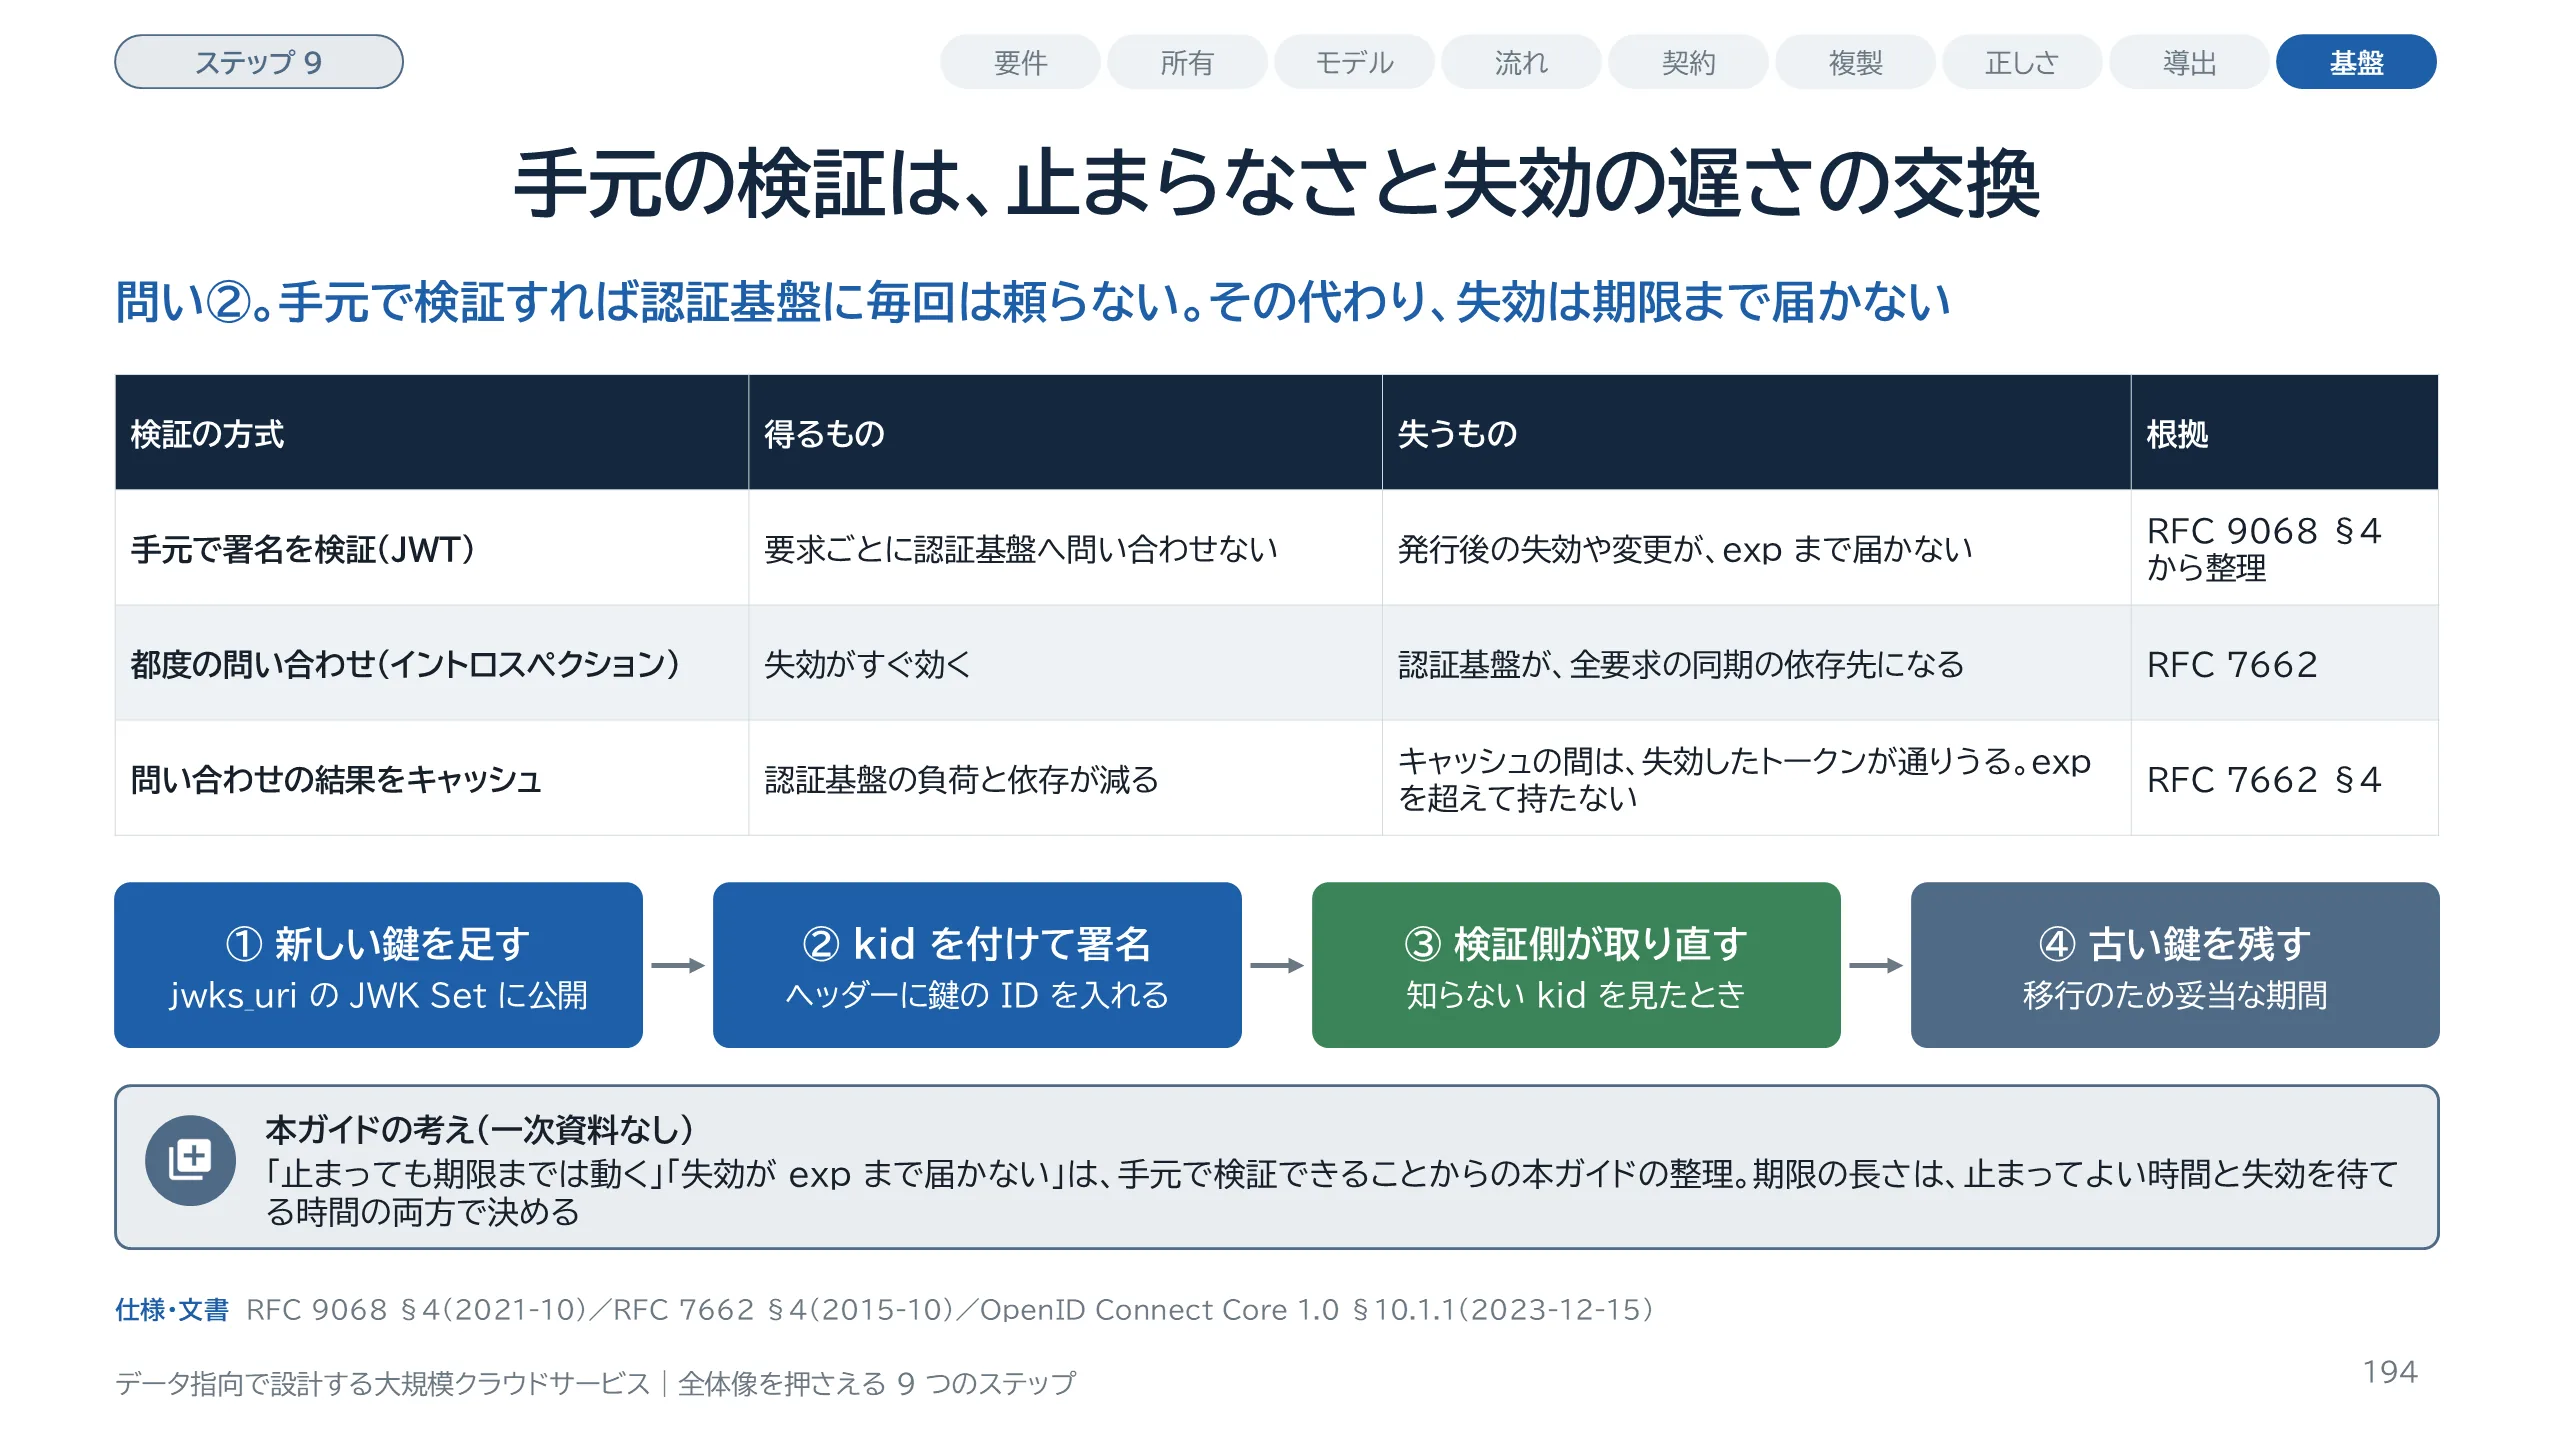 ステップ 9
要件
所有
モデル
流れ
契約
複製
正しさ
導出
基盤
手元の検証は、止まらなさと失効の遅さの交換
問い②。手元で検証すれば認証基盤に毎回は頼らない。その代わり、失効は期限まで届かない
検証の方式
得るもの
失うもの
根拠
手元で署名を検証(JWT)
要求ごとに認証基盤へ問い合わせない
発行後の失効や変更が、exp まで届かない
RFC 9068 §4
から整理
都度の問い合わせ(イントロスペクション)
失効がすぐ効く
認証基盤が、全要求の同期の依存先になる
RFC 7662
問い合わせの結果をキャッシュ
認証基盤の負荷と依存が減る
キャッシュの間は、失効したトークンが通りうる。exp
を超えて持たない
RFC 7662 §4
① 新しい鍵を足す
jwks_uri の JWK Set に公開
② kid を付けて署名
ヘッダーに鍵の ID を入れる
③ 検証側が取り直す
知らない kid を見たとき
④ 古い鍵を残す
移行のため妥当な期間
本ガイドの考え(一次資料なし)
「止まっても期限までは動く」「失効が exp まで届かない」は、手元で検証できることからの本ガイドの整理。期限の長さは、止まってよい時間と失効を待て
る時間の両方で決める
仕様・文書 RFC 9068 §4(2021-10)／RFC 7662 §4(2015-10)／OpenID Connect Core 1.0 §10.1.1(2023-12-15)
データ指向で設計する大規模クラウドサービス｜全体像を押さえる 9 つのステップ
194